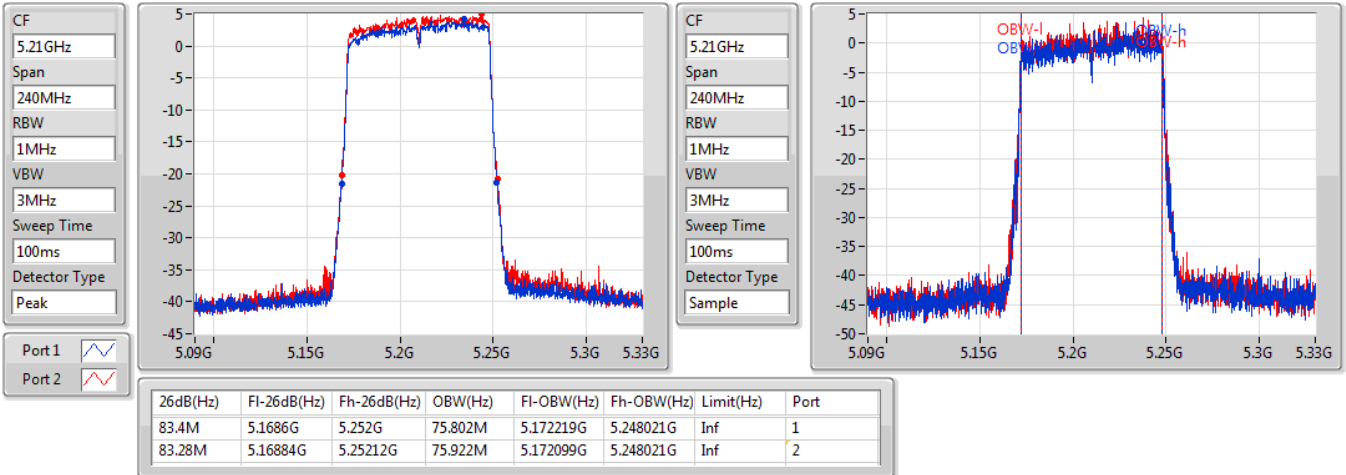 CF
5.21GHz
Span
240MHz
RBW
1MHz
VBW
3MHz
Sweep Time
100ms
Detector Type
Peak
Port 1
Port 2
5
0
-5
-10
-15
-20
-25
-30
-35
-40
-45
5.09G 5.15G 5.2G 5.25G 5.3G 5.33G
CF
5.21GHz
Span
240MHz
RBW
1MHz
VBW
3MHz
Sweep Time
100ms
Detector Type
Sample
5
0
-5
-10
-15
-20
-25
-30
-35
-40
-45
-50
OBW-l
5.09G 5.15G 5.2G 5.25G 5.3G 5.33G
26dB(Hz) Fl-26dB(Hz) Fh-26dB(Hz) OBW(Hz) Fl-OBW(Hz) Fh-OBW(Hz) Limit(Hz) Port
83.4M 5.1686G 5.252G 75.802M 5.172219G 5.248021G Inf 1
83.28M 5.16884G 5.25212G 75.922M 5.172099G 5.248021G Inf 2